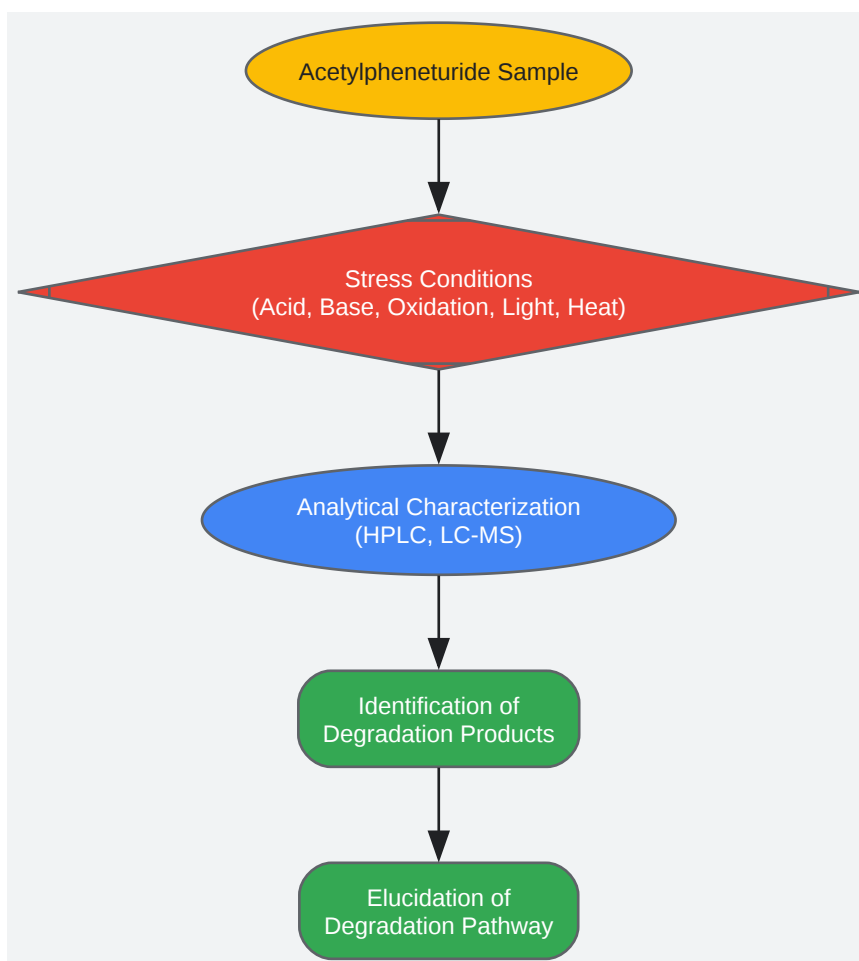 Acetylpheneturide Sample
Stress Conditions
(Acid, Base, Oxidation, Light, Heat)
Analytical Characterization
(HPLC, LC-MS)
Identification of
Degradation Products
Elucidation of
Degradation Pathway